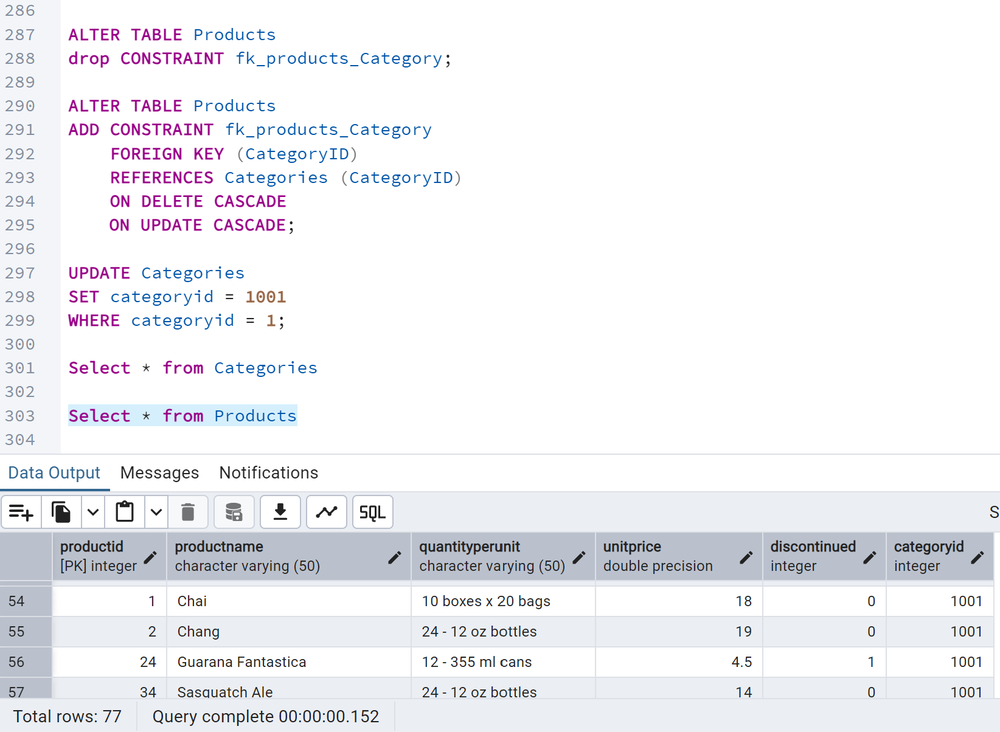 286
287 ALTER TABLE Products
288 drop CONSTRAINT fk_products_Category;
289
290 ALTER TABLE Products
291 ADD CONSTRAINT fk_products_Category
292     FOREIGN KEY (CategoryID)
293     REFERENCES Categories (CategoryID)
294     ON DELETE CASCADE
295     ON UPDATE CASCADE;
296
297 UPDATE Categories
298 SET categoryid = 1001
299 WHERE categoryid = 1;
300
301 Select * from Categories
302
303 Select * from Products
304
Data Output Messages Notifications
SQL S
productid productname quantityperunit unitprice discontinued categoryid
[PK] integer character varying (50) character varying (50) double precision integer integer
54 1 Chai 10 boxes x 20 bags 18 0 1001
55 2 Chang 24 - 12 oz bottles 19 0 1001
56 24 Guarana Fantastica 12 - 355 ml cans 4.5 1 1001
57 34 Sasquatch Ale 24 - 12 oz bottles 14 0 1001
Total rows: 77 Query complete 00:00:00.152